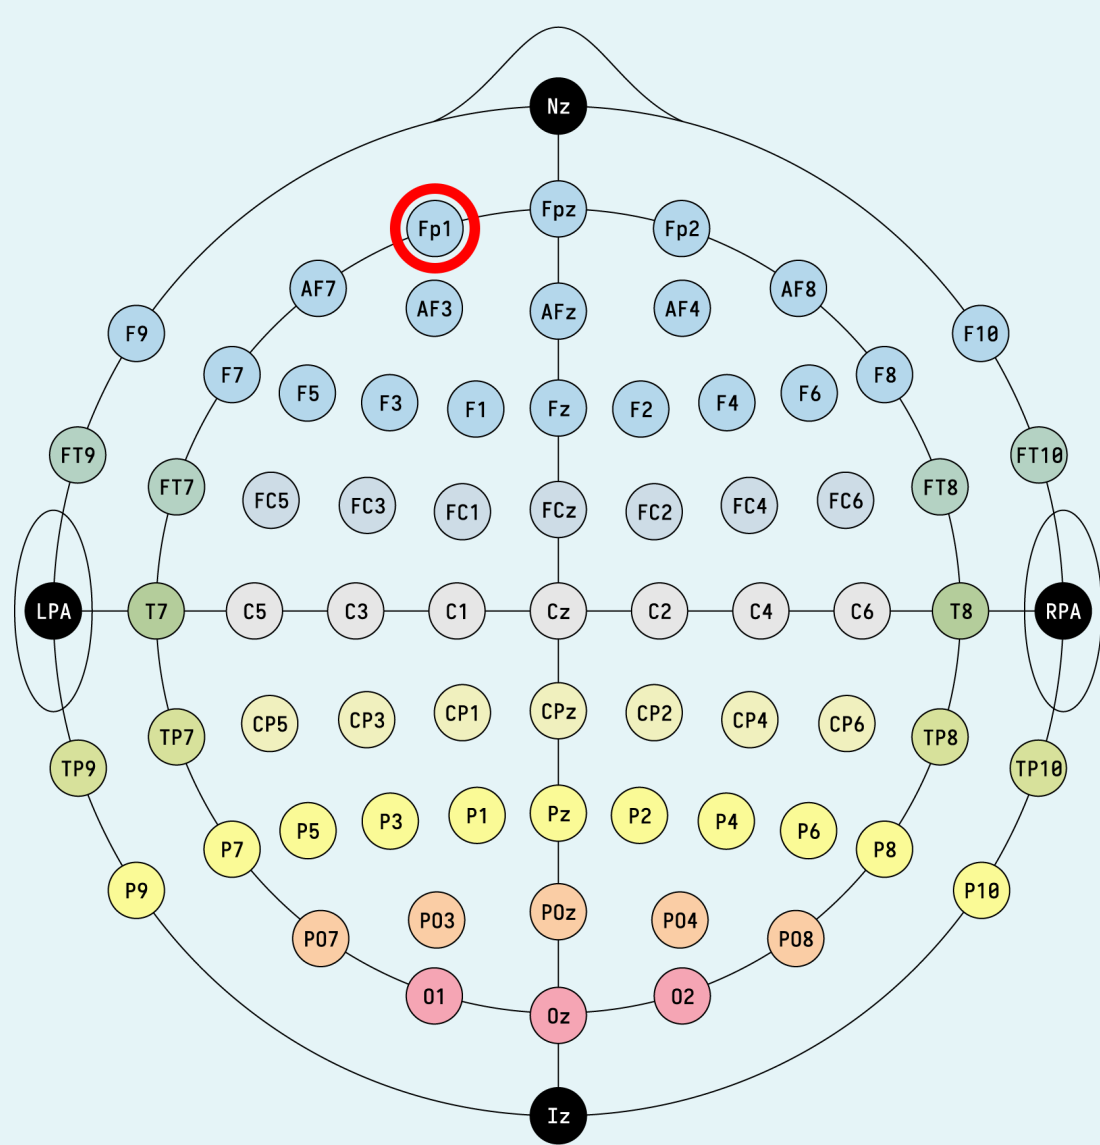 Nz
Fp1 Fpz Fp2
AF7 AF3 AFz AF4 AF8
F9 F7 F5 F3 F1 Fz F2 F4 F6 F8 F10
FT9 FT7 FC5 FC3 FC1 FCz FC2 FC4 FC6 FT8 FT10
LPA T7 C5 C3 C1 Cz C2 C4 C6 T8 RPA
TP9 TP7 CP5 CP3 CP1 CPz CP2 CP4 CP6 TP8 TP10
P9 P7 P5 P3 P1 Pz P2 P4 P6 P8 P10
PO7 PO3 POz PO4 PO8
O1 Oz O2
Iz